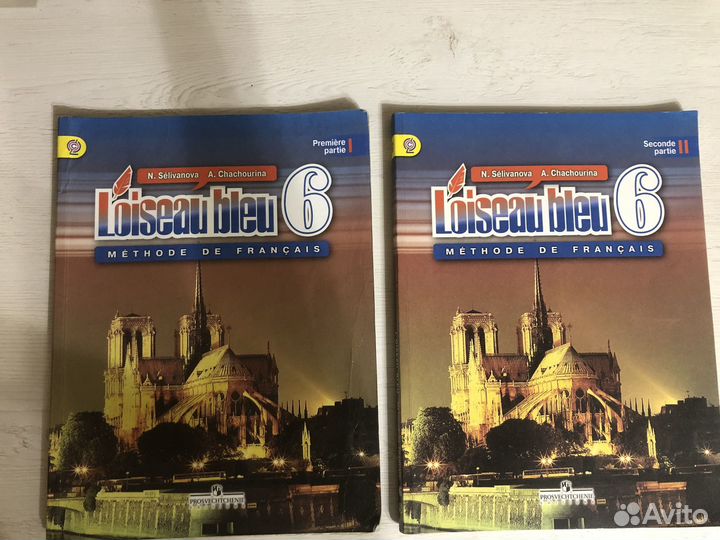 Première
partie I
N. Sélivanova A. Chachourina
L'oiseau bleu 6
MÉTHODE DE FRANÇAIS
PROSVECHTCHENIE
Seconde
partie II
N. Sélivanova A. Chachourina
L'oiseau bleu 6
MÉTHODE DE FRANÇAIS
PROSVECHTCHENIE
Avito